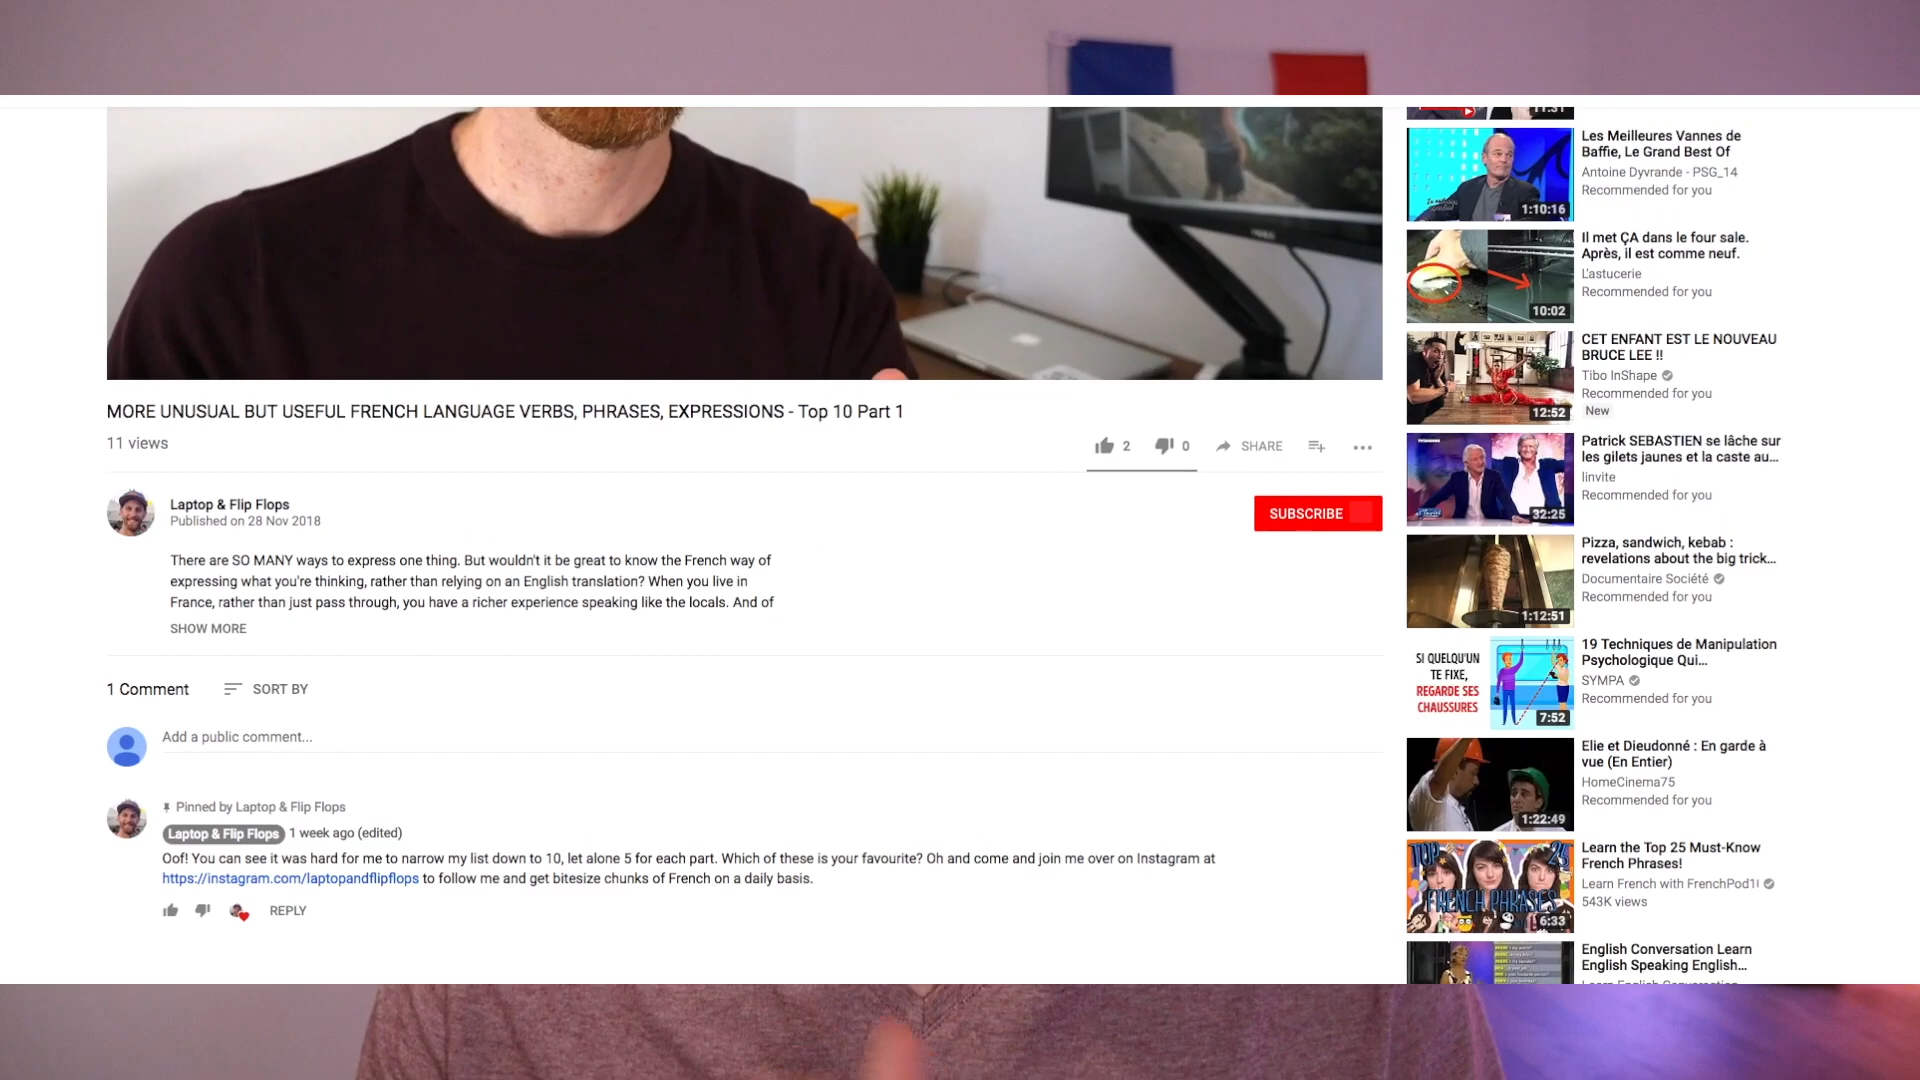 MORE UNUSUAL BUT USEFUL FRENCH LANGUAGE VERBS, PHRASES, EXPRESSIONS - Top 10 Part 1
11 views
2
0
SHARE
Laptop & Flip Flops
Published on 28 Nov 2018
SUBSCRIBE
There are SO MANY ways to express one thing. But wouldn't it be great to know the French way of
expressing what you're thinking, rather than relying on an English translation? When you live in
France, rather than just pass through, you have a richer experience speaking like the locals. And of
SHOW MORE
1 Comment
SORT BY
Add a public comment...
Pinned by Laptop & Flip Flops
Laptop & Flip Flops 1 week ago (edited)
Oof! You can see it was hard for me to narrow my list down to 10, let alone 5 for each part. Which of these is your favourite? Oh and come and join me over on Instagram at
https://instagram.com/laptopandflipflops to follow me and get bitesize chunks of French on a daily basis.
REPLY
11:31
Les Meilleures Vannes de
Baffie, Le Grand Best Of
Antoine Dyvrande - PSG_14
Recommended for you
1:10:16
Il met ÇA dans le four sale.
Après, il est comme neuf.
L'astucerie
Recommended for you
10:02
CET ENFANT EST LE NOUVEAU
BRUCE LEE !!
Tibo InShape
Recommended for you
New
12:52
Patrick SEBASTIEN se lâche sur
les gilets jaunes et la caste au...
linvite
Recommended for you
32:25
Pizza, sandwich, kebab :
revelations about the big trick...
Documentaire Société
Recommended for you
1:12:51
SI QUELQU'UN
TE FIXE,
REGARDE SES
CHAUSSURES
7:52
19 Techniques de Manipulation
Psychologique Qui...
SYMPA
Recommended for you
Elie et Dieudonné : En garde à
vue (En Entier)
HomeCinema75
Recommended for you
1:22:49
TOP 25
FRENCH PHRASES
6:33
Learn the Top 25 Must-Know
French Phrases!
Learn French with FrenchPod1
543K views
English Conversation Learn
English Speaking English...
Learn English Conversation